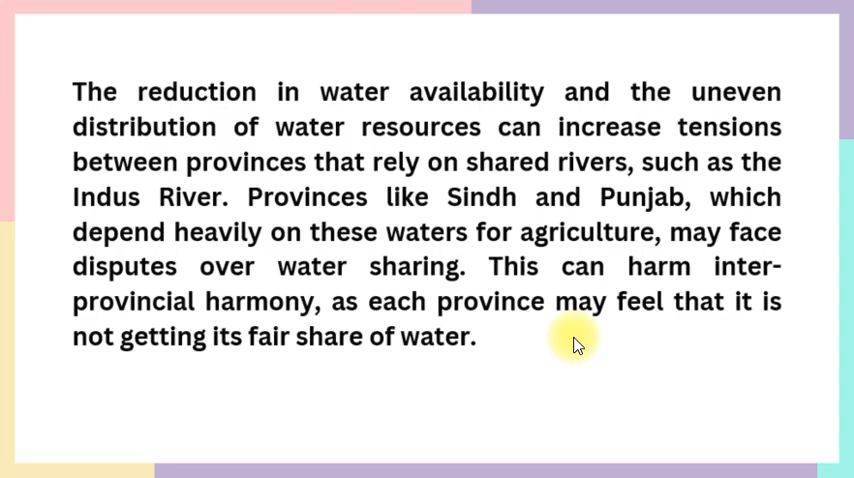 The reduction in water availability and the uneven
distribution of water resources can increase tensions
between provinces that rely on shared rivers, such as the
Indus River. Provinces like Sindh and Punjab, which
depend heavily on these waters for agriculture, may face
disputes over water sharing. This can harm inter-
provincial harmony, as each province may feel that it is
not getting its fair share of water.